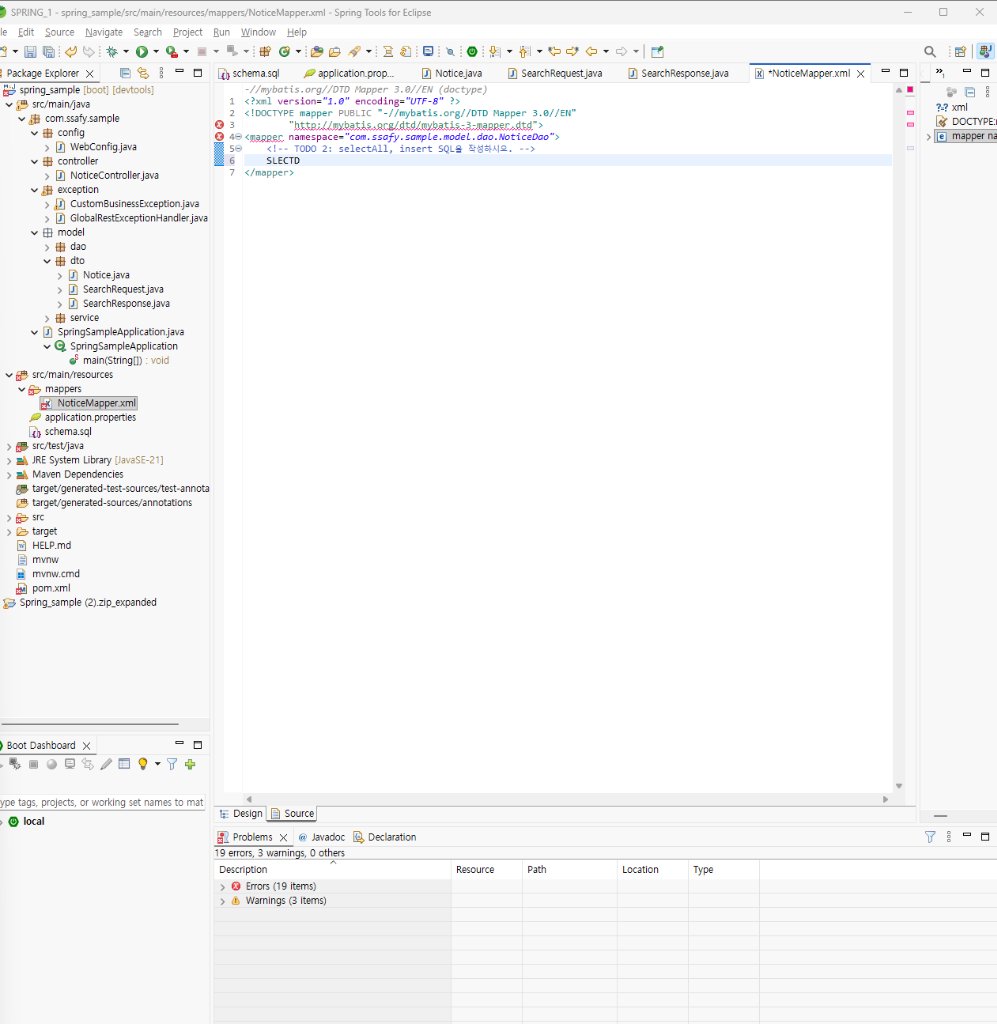 SPRING_1 - spring_sample/src/main/resources/mappers/NoticeMapper.xml - Spring Tools for Eclipse
le Edit Source Navigate Search Project Run Window Help
Package Explorer
spring_sample [boot] [devtools]
src/main/java
com.ssafy.sample
config
WebConfig.java
controller
NoticeController.java
exception
CustomBusinessException.java
GlobalRestExceptionHandler.java
model
dao
dto
Notice.java
SearchRequest.java
SearchResponse.java
service
SpringSampleApplication.java
SpringSampleApplication
main(String[]) : void
src/main/resources
mappers
NoticeMapper.xml
application.properties
schema.sql
src/test/java
JRE System Library [JavaSE-21]
Maven Dependencies
target/generated-test-sources/test-annota
target/generated-sources/annotations
src
target
HELP.md
mvnw
mvnw.cmd
pom.xml
Spring_sample (2).zip_expanded
Boot Dashboard
ype tags, projects, or working set names to mat
local
schema.sql application.prop... Notice.java SearchRequest.java SearchResponse.java *NoticeMapper.xml
-//mybatis.org//DTD Mapper 3.0//EN (doctype)
1 <?xml version="1.0" encoding="UTF-8" ?>
2 <!DOCTYPE mapper PUBLIC "-//mybatis.org//DTD Mapper 3.0//EN"
3 "http://mybatis.org/dtd/mybatis-3-mapper.dtd">
4 <mapper namespace="com.ssafy.sample.model.dao.NoticeDao">
5 <!-- TODO 2: selectAll, insert SQL을 작성하시요. -->
6 SLECTD
7 </mapper>
Design Source
?-? xml
DOCTYPE:
mapper na
Problems Javadoc Declaration
19 errors, 3 warnings, 0 others
Description Resource Path Location Type
Errors (19 items)
Warnings (3 items)